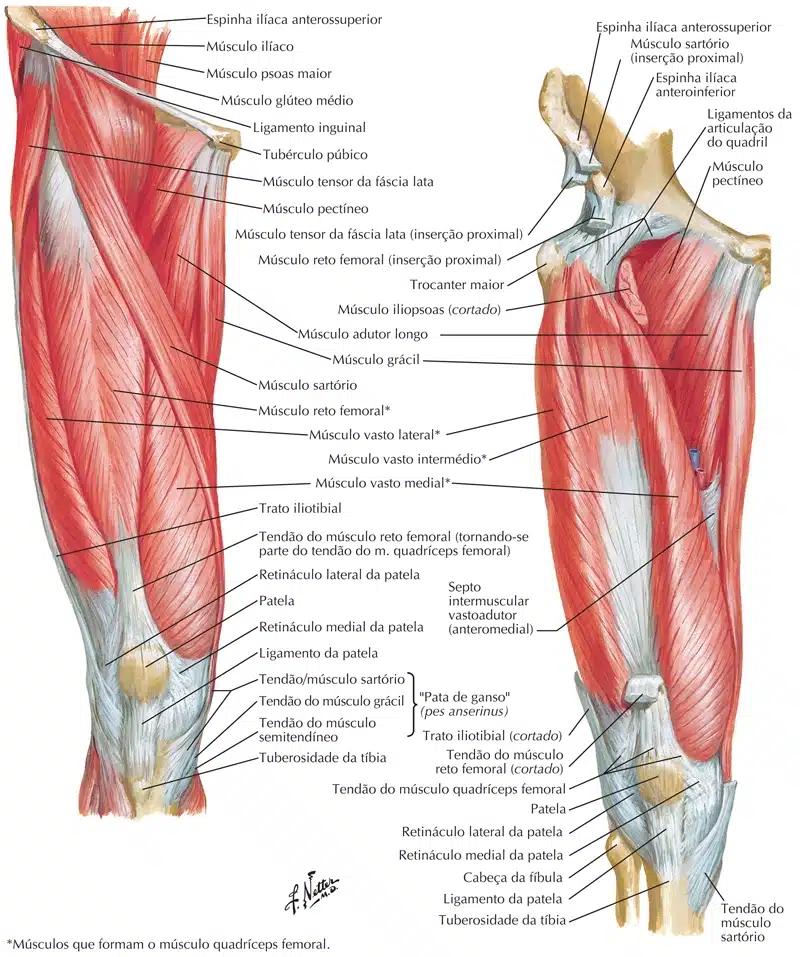 Espinha ilíaca anterossuperior
Músculo ilíaco
Músculo psoas maior
Músculo glúteo médio
Ligamento inguinal
Tubérculo púbico
Músculo tensor da fáscia lata
Músculo pectíneo
Músculo tensor da fáscia lata (inserção proximal)
Músculo reto femoral (inserção proximal)
Trocanter maior
Músculo iliopsoas (cortado)
Músculo adutor longo
Músculo grácil
Músculo sartório
Músculo reto femoral*
Músculo vasto lateral*
Músculo vasto intermédio*
Músculo vasto medial*
Trato iliotibial
Tendão do músculo reto femoral (tornando-se
parte do tendão do m. quadríceps femoral)
Retináculo lateral da patela
Patela
Retináculo medial da patela
Ligamento da patela
Tendão/músculo sartório
Tendão do músculo grácil
Tendão do músculo
semitendíneo
"Pata de ganso"
(pes anserinus)
Tuberosidade da tíbia
Espinha ilíaca anterossuperior
Músculo sartório
(inserção proximal)
Espinha ilíaca
anteroinferior
Ligamentos da
articulação
do quadril
Músculo
pectíneo
Septo
intermuscular
vastoadutor
(anteromedial)
Trato iliotibial (cortado)
Tendão do músculo
reto femoral (cortado)
Tendão do músculo quadríceps femoral
Patela
Retináculo lateral da patela
Retináculo medial da patela
Cabeça da fíbula
Ligamento da patela
Tuberosidade da tíbia
Tendão do
músculo
sartório
F. Netter
M.D.
*Músculos que formam o músculo quadríceps femoral.